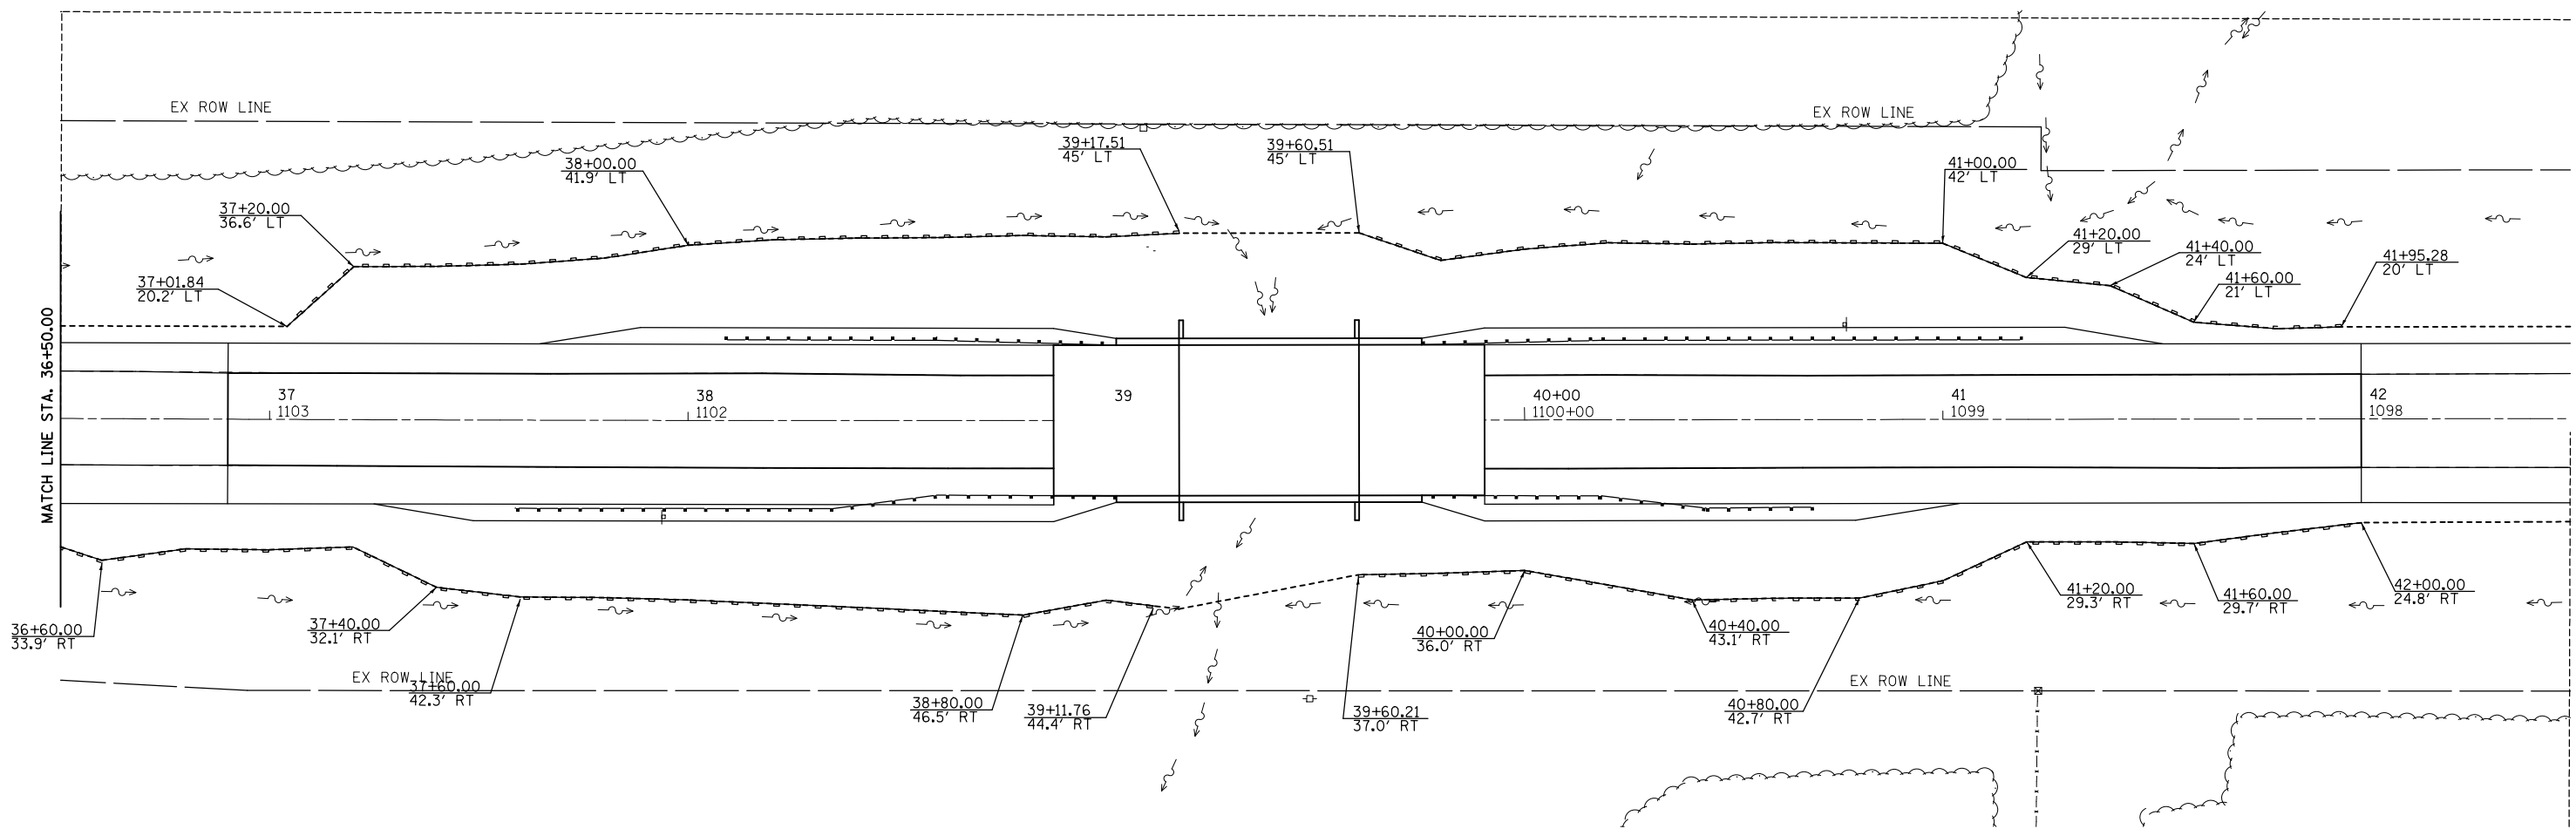 EX ROW LINE
EX ROW LINE
39+17.51
45' LT
39+60.51
45' LT
38+00.00
41.9' LT
41+00.00
42' LT
37+20.00
36.6' LT
41+20.00
29' LT
41+40.00
24' LT
41+95.28
20' LT
37+01.84
20.2' LT
41+60.00
21' LT
MATCH LINE STA. 36+50.00
37
1103
38
1102
39
40+00
1100+00
41
1099
42
1098
36+60.00
33.9' RT
37+40.00
32.1' RT
40+00.00
36.0' RT
40+40.00
43.1' RT
41+20.00
29.3' RT
41+60.00
29.7' RT
42+00.00
24.8' RT
EX ROW LINE
EX ROW LINE
37+60.00
42.3' RT
38+80.00
46.5' RT
39+11.76
44.4' RT
39+60.21
37.0' RT
40+80.00
42.7' RT